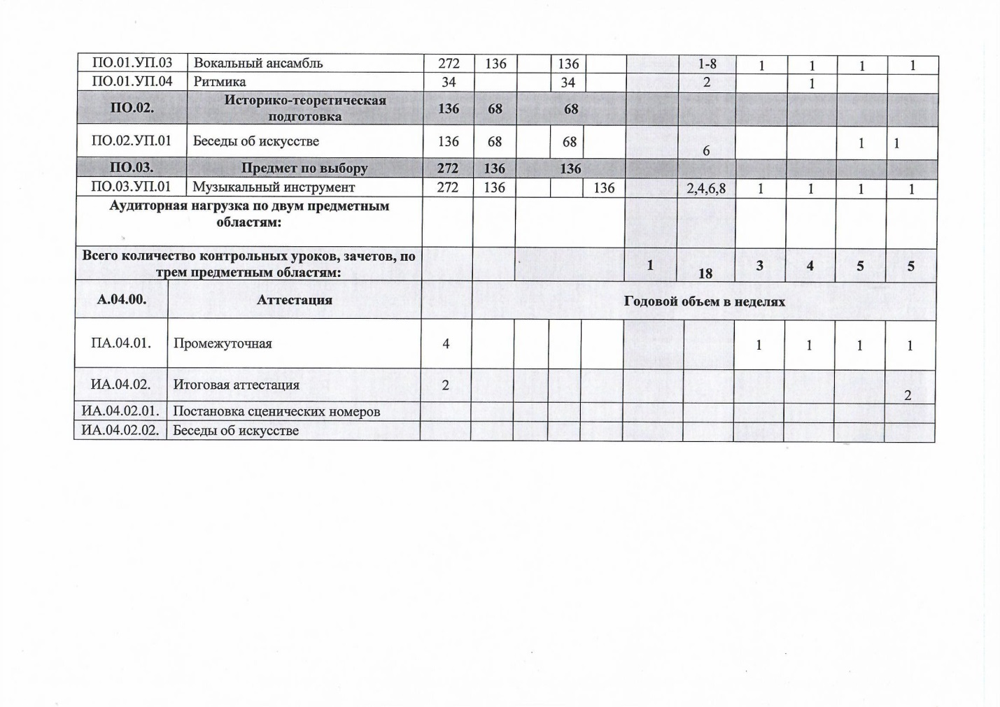 ПО.01.УП.03 Вокальный ансамбль 272 136 136 1-8 1 1 1 1
ПО.01.УП.04 Ритмика 34 34 2 1
ПО.02. Историко-теоретическая подготовка 136 68 68
ПО.02.УП.01 Беседы об искусстве 136 68 68 6 1 1
ПО.03. Предмет по выбору 272 136 136
ПО.03.УП.01 Музыкальный инструмент 272 136 136 2,4,6,8 1 1 1 1
Аудиторная нагрузка по двум предметным
областям:
Всего количество контрольных уроков, зачетов, по
трем предметным областям: 1 18 3 4 5 5
А.04.00. Аттестация Годовой объем в неделях
ПА.04.01. Промежуточная 4 1 1 1 1
ИА.04.02. Итоговая аттестация 2 2
ИА.04.02.01. Постановка сценических номеров
ИА.04.02.02. Беседы об искусстве